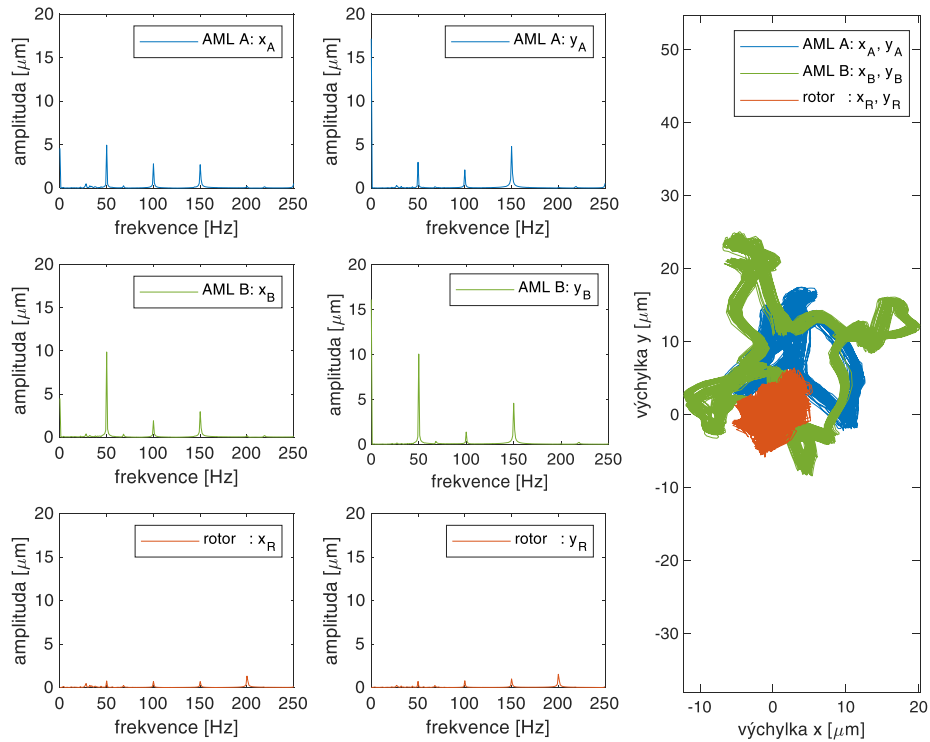 20
15
10
5
0
amplituda [μm]
AML A: x_A
0 50 100 150 200 250
frekvence [Hz]
20
15
10
5
0
amplituda [μm]
AML A: y_A
0 50 100 150 200 250
frekvence [Hz]
20
15
10
5
0
amplituda [μm]
AML B: x_B
0 50 100 150 200 250
frekvence [Hz]
20
15
10
5
0
amplituda [μm]
AML B: y_B
0 50 100 150 200 250
frekvence [Hz]
20
15
10
5
0
amplituda [μm]
rotor : x_R
0 50 100 150 200 250
frekvence [Hz]
20
15
10
5
0
amplituda [μm]
rotor : y_R
0 50 100 150 200 250
frekvence [Hz]
50
40
30
20
10
0
-10
-20
-30
výchylka y [μm]
AML A: x_A, y_A
AML B: x_B, y_B
rotor : x_R, y_R
-10 0 10 20
výchylka x [μm]